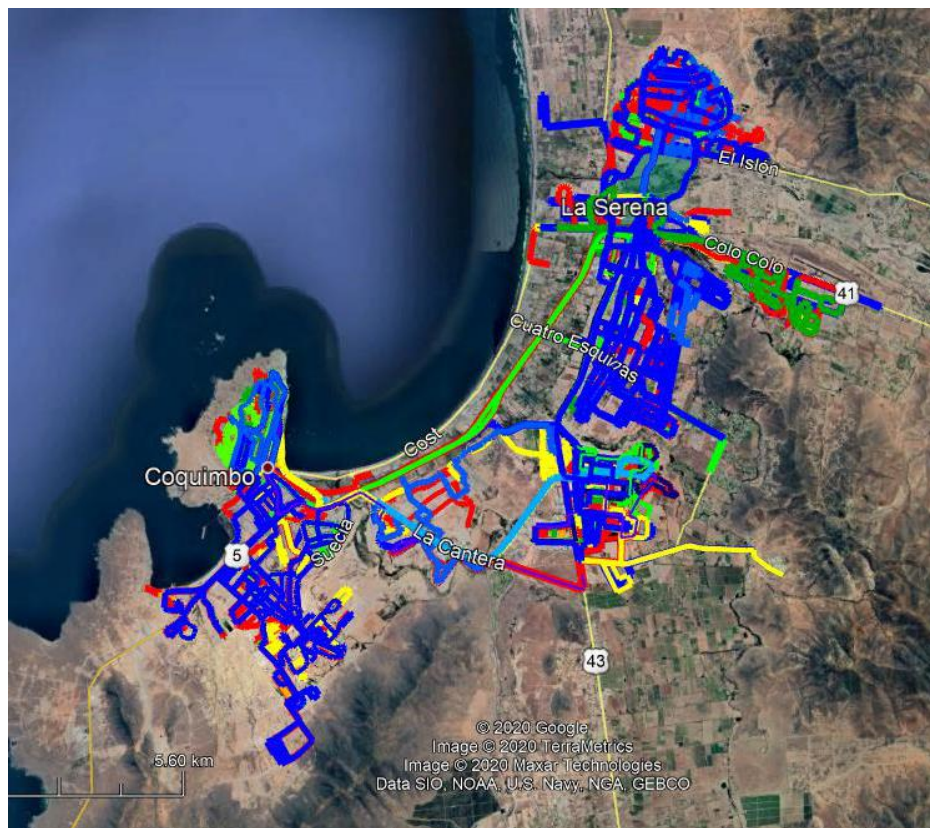 El Islón
La Serena
Colo Colo
41
Cuatro Esquinas
Cost
Coquimbo
Suecia
La Cantera
5
43
5.60 km
© 2020 Google
Image © 2020 TerraMetrics
Image © 2020 Maxar Technologies
Data SIO, NOAA, U.S. Navy, NGA, GEBCO